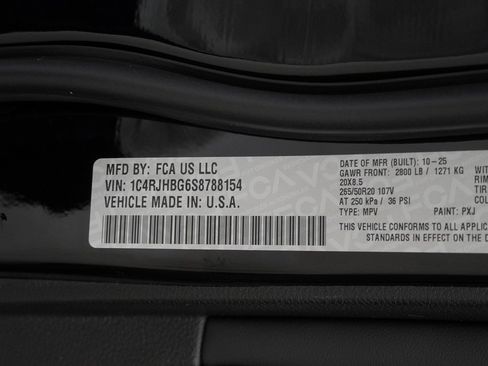 MFD BY: FCA US LLC
VIN: 1C4RJHBG6S8788154
VEHICLE MADE IN: U.S.A.
DATE OF MFR (BUILT): 10-25
GAWR FRONT: 2800 LB / 1271 KG
20X8.5
265/50R20 107V
AT 250 kPa / 36 PSI
TYPE: MPV PAINT: PXJ
THIS VEHICLE CONFORMS TO ALL APPLICA
STANDARDS IN EFFECT ON THE D